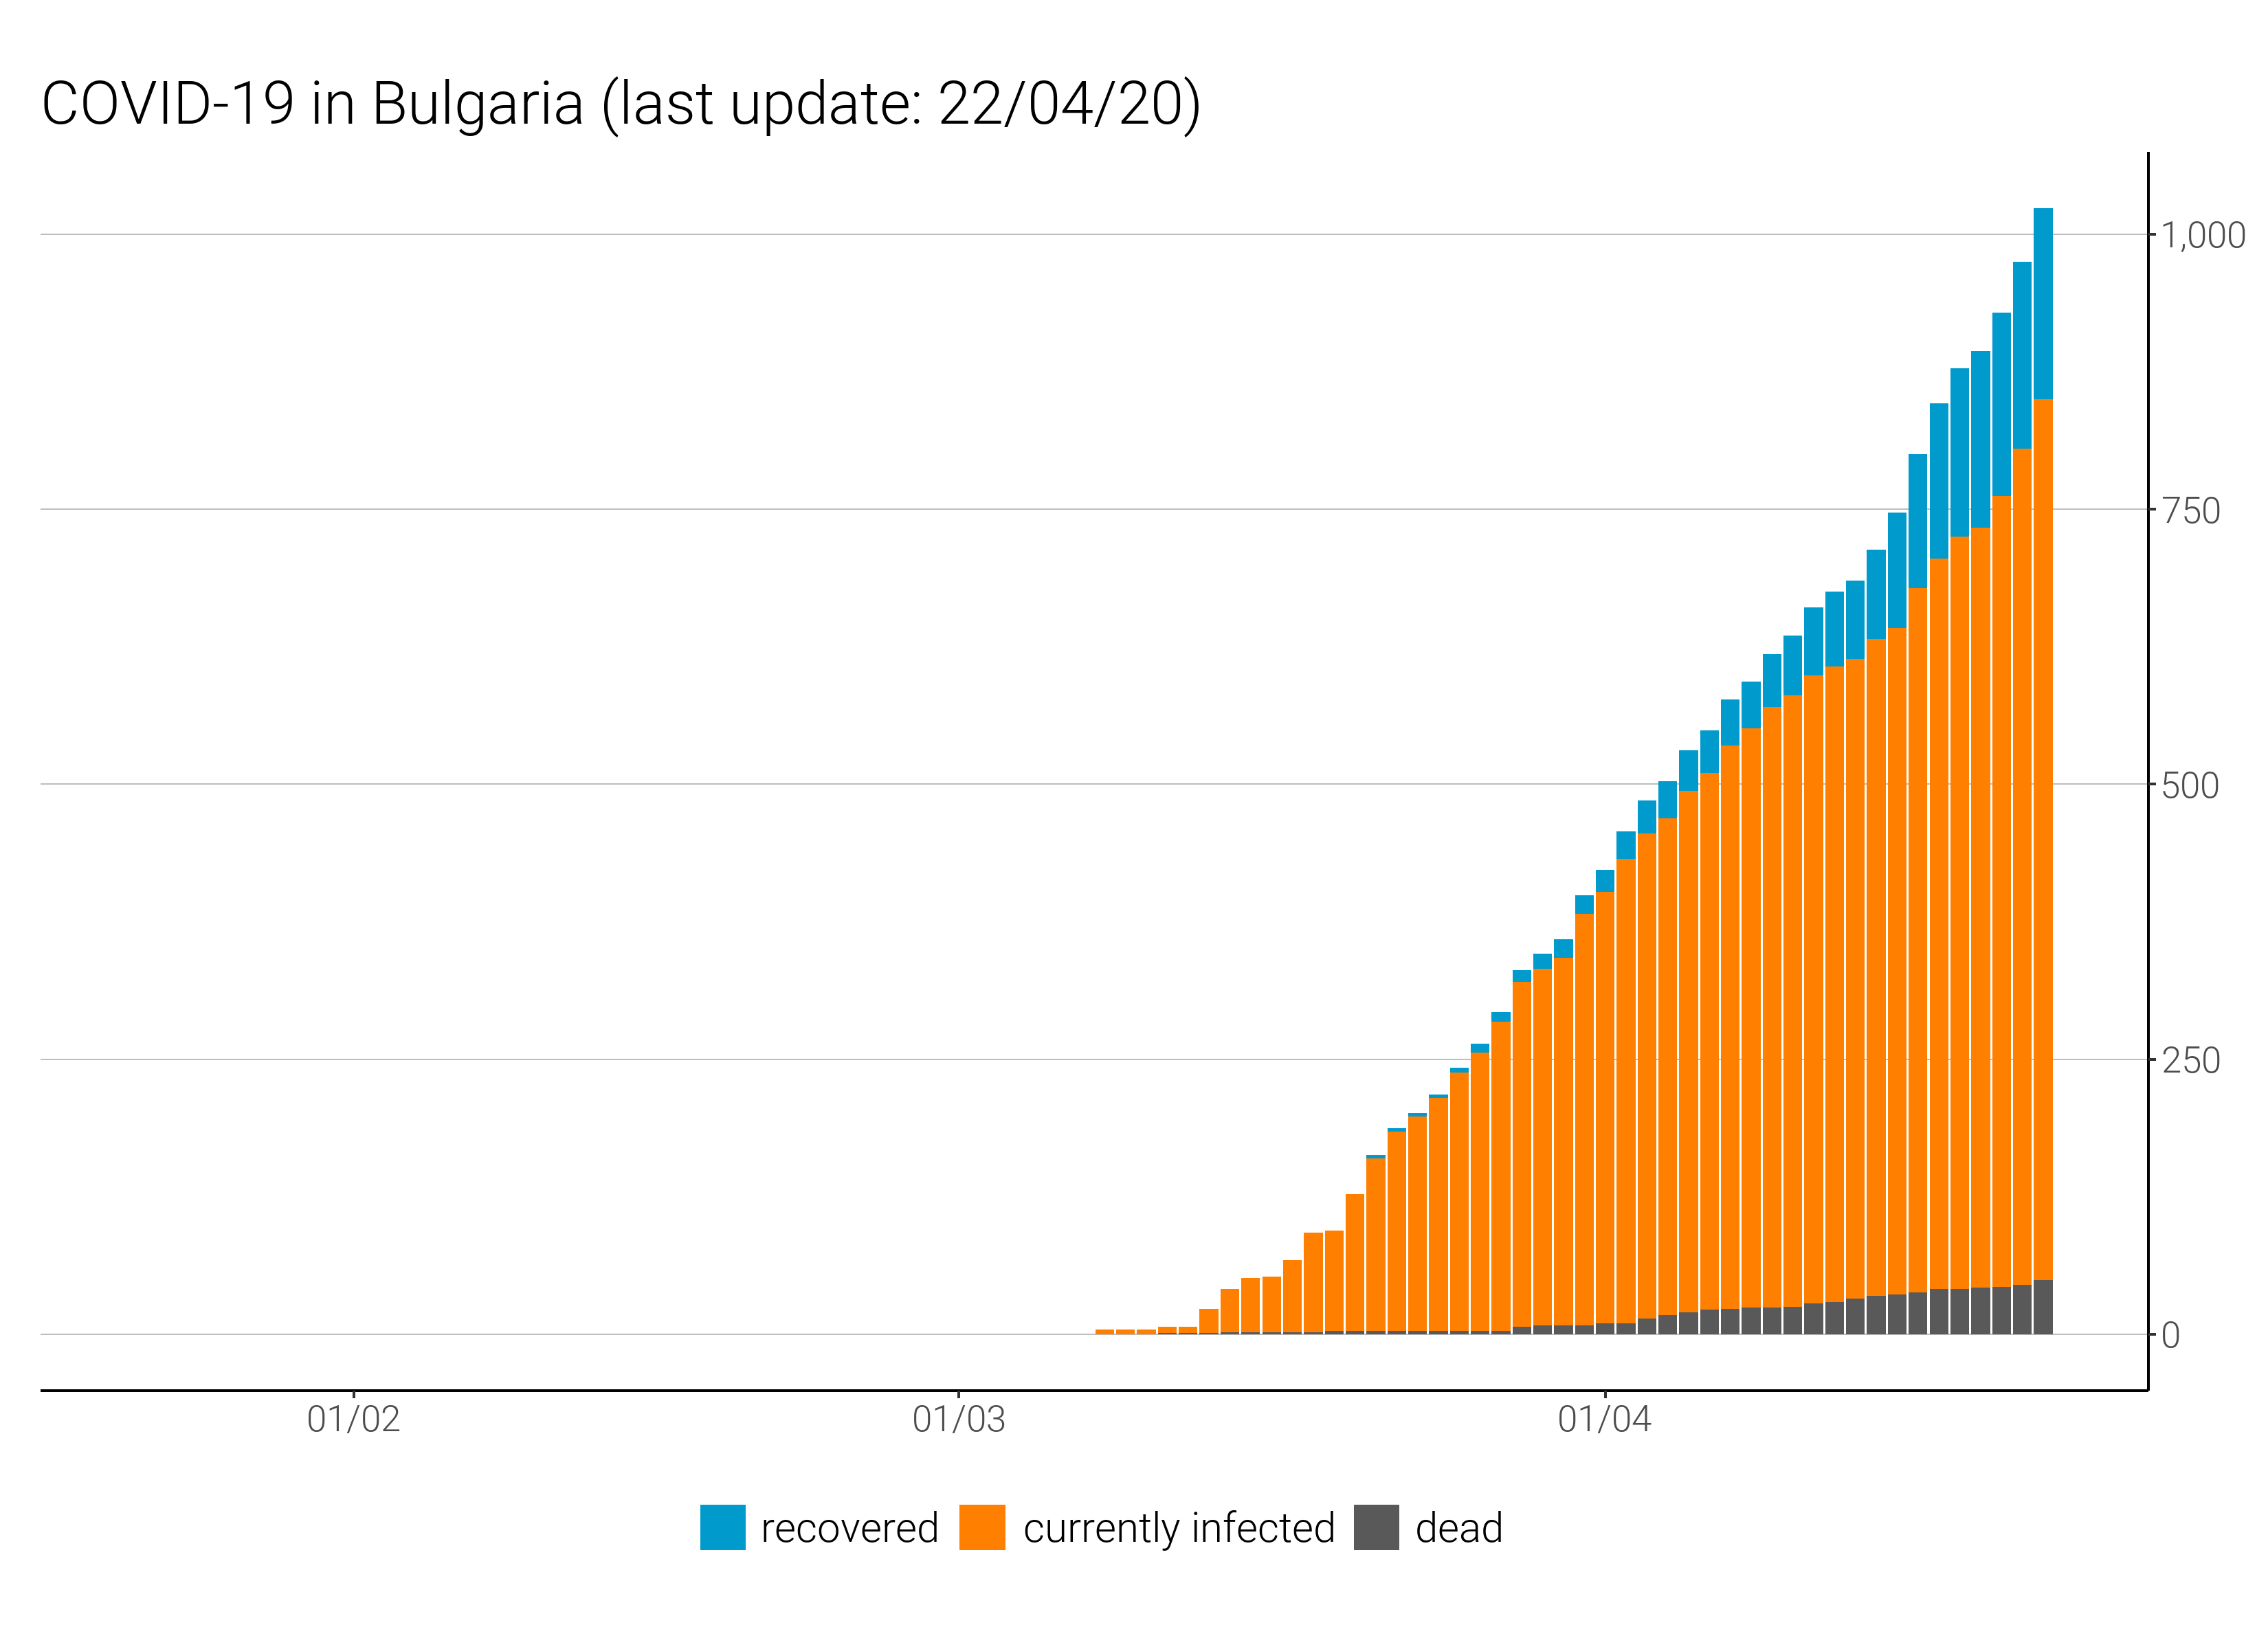 COVID-19 in Bulgaria (last update: 22/04/20)
1,000
750
500
250
0
01/02 01/03 01/04
recovered currently infected dead